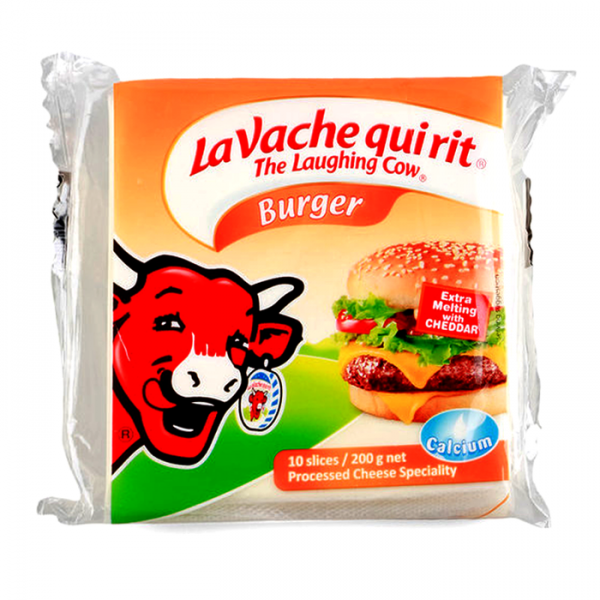 La Vache qui rit®
The Laughing Cow®
Burger
Extra
Melting
with
CHEDDAR
Calcium
10 slices / 200 g net
Processed Cheese Speciality
®